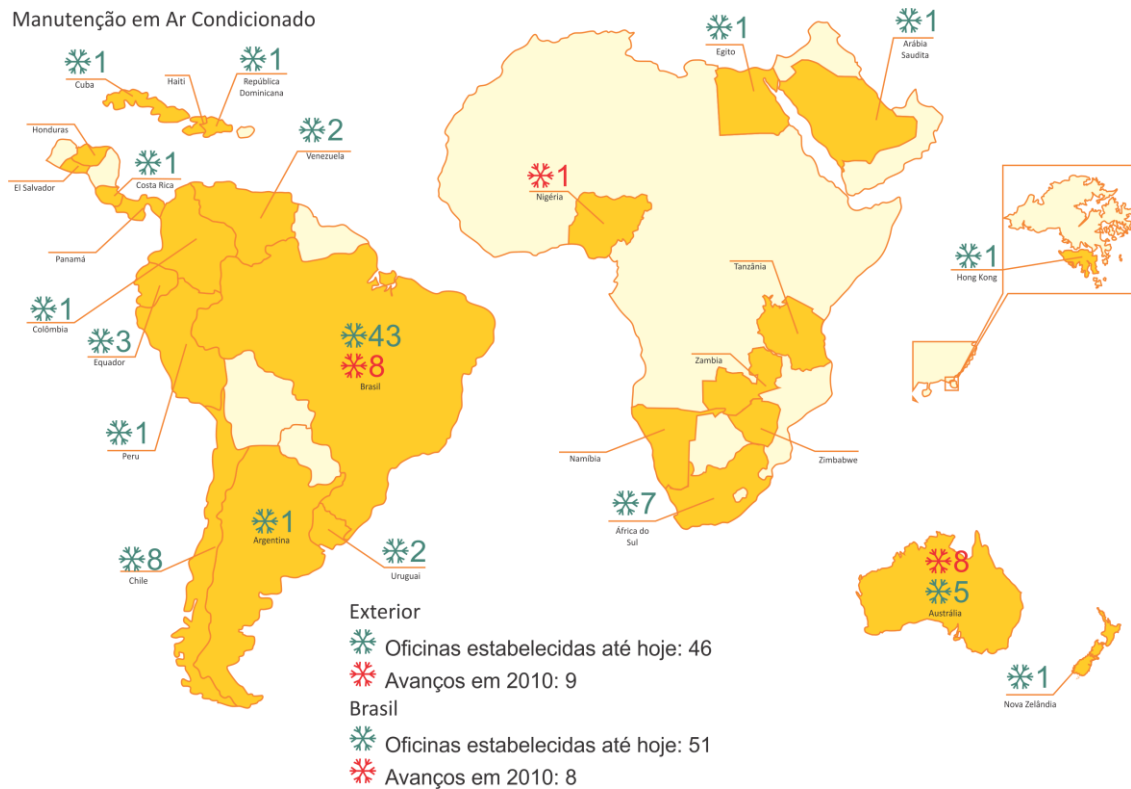 Manutenção em Ar Condicionado
1
Cuba
Haiti
1
República
Dominicana
Honduras
El Salvador
1
Costa Rica
2
Venezuela
Panamá
1
Colômbia
3
Equador
1
Peru
43
8
Brasil
1
Argentina
8
Chile
2
Uruguai
1
Egito
1
Arábia
Saudita
1
Nigéria
Tanzânia
Zambia
Namíbia
Zimbabwe
7
África do
Sul
1
Hong Kong
8
5
Austrália
1
Nova Zelândia
Exterior
Oficinas estabelecidas até hoje: 46
Avanços em 2010: 9
Brasil
Oficinas estabelecidas até hoje: 51
Avanços em 2010: 8